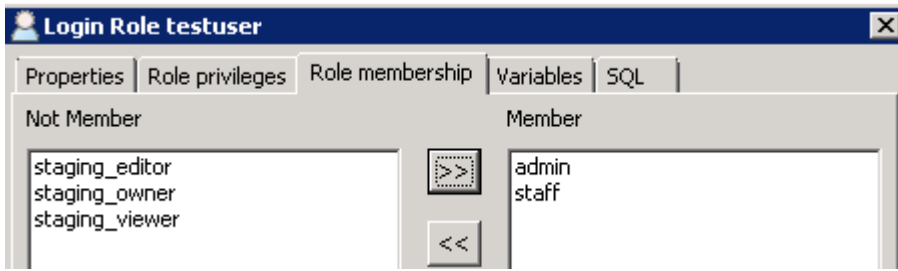 Login Role testuser
Properties Role privileges Role membership Variables SQL
Not Member
Member
staging_editor
staging_owner
staging_viewer
>>
<<
admin
staff